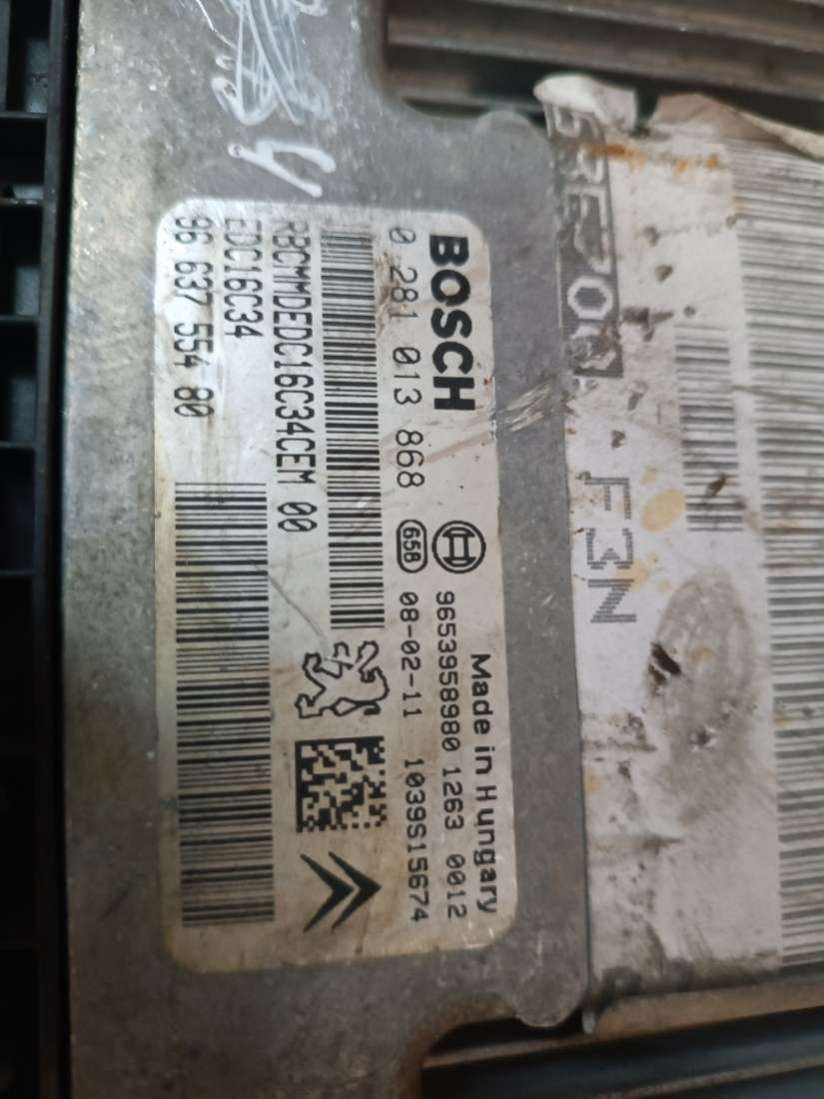 BOSCH
Made in Hungary
9653958980 1263 0012
0 281 013 868
658
08-02-11 1039S15674
RBCMMDEDC16C34CEM 00
EDC16C34
96 637 554 80
F3N